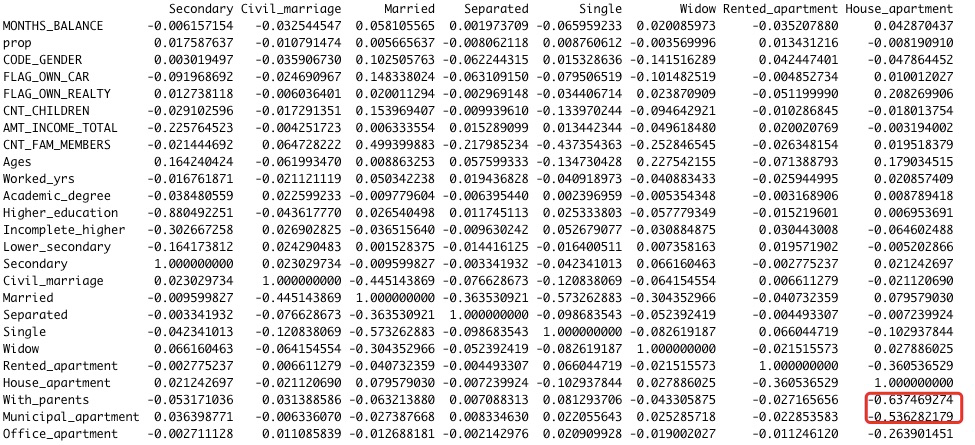 Secondary Civil_marriage Married Separated Single Widow Rented_apartment House_apartment
MONTHS_BALANCE -0.006157154 -0.032544547 0.058105565 0.001973709 -0.065959233 0.020085973 -0.035207880 0.042870437
prop 0.017587637 -0.010791474 0.005665637 -0.008062118 0.008760612 -0.003569996 0.013431216 -0.008190910
CODE_GENDER 0.003019497 -0.035906730 0.102505763 -0.062244315 0.015328636 -0.141516289 0.042447401 -0.047864452
FLAG_OWN_CAR -0.091968692 -0.024690967 0.148338024 -0.063109150 -0.079506519 -0.101482519 -0.004852734 0.010012027
FLAG_OWN_REALTY 0.012738118 -0.006036401 0.020011294 -0.002969148 -0.034406714 0.023870909 -0.051199990 0.208269906
CNT_CHILDREN -0.029102596 -0.017291351 0.153969407 -0.009939610 -0.133970244 -0.094642921 -0.010286845 -0.018013754
AMT_INCOME_TOTAL -0.225764523 -0.004251723 0.006333554 0.015289099 0.013442344 -0.049618480 0.020020769 -0.003194002
CNT_FAM_MEMBERS -0.021444692 0.064728222 0.499399883 -0.217985234 -0.437354363 -0.252846545 -0.026348154 0.019518379
Ages 0.164240424 -0.061993470 0.008863253 0.057599333 -0.134730428 0.227542155 -0.071388793 0.179034515
Worked_yrs -0.016761871 -0.021121119 0.050342238 0.019436828 -0.040918973 -0.040883433 -0.025944995 0.020857409
Academic_degree -0.038480559 0.022599233 -0.009779604 -0.006395440 0.002396959 -0.005354348 -0.003168906 0.008789418
Higher_education -0.880492251 -0.043617770 0.026540498 0.011745113 0.025333803 -0.057779349 -0.015219601 0.006953691
Incomplete_higher -0.302667258 0.026902825 -0.036515640 -0.009630242 0.052679077 -0.030884875 0.030443008 -0.064602488
Lower_secondary -0.164173812 0.024290483 0.001528375 -0.014416125 -0.016400511 0.007358163 0.019571902 -0.005202866
Secondary 1.000000000 0.023029734 -0.009599827 -0.003341932 -0.042341013 0.066160463 -0.002775237 0.021242697
Civil_marriage 0.023029734 1.000000000 -0.445143869 -0.076628673 -0.120838069 -0.064154554 0.006611279 -0.021120690
Married -0.009599827 -0.445143869 1.000000000 -0.363530921 -0.573262883 -0.304352966 -0.040732359 0.079579030
Separated -0.003341932 -0.076628673 -0.363530921 1.000000000 -0.098683543 -0.052392419 -0.004493307 -0.007239924
Single -0.042341013 -0.120838069 -0.573262883 -0.098683543 1.000000000 -0.082619187 0.066044719 -0.102937844
Widow 0.066160463 -0.064154554 -0.304352966 -0.052392419 -0.082619187 1.000000000 -0.021515573 0.027886025
Rented_apartment -0.002775237 0.006611279 -0.040732359 -0.004493307 0.066044719 -0.021515573 1.000000000 -0.360536529
House_apartment 0.021242697 -0.021120690 0.079579030 -0.007239924 -0.102937844 0.027886025 -0.360536529 1.000000000
With_parents -0.053171036 0.031388586 -0.063213880 0.007088313 0.081293706 -0.043305875 -0.027165656 -0.637469274
Municipal_apartment 0.036398771 -0.006336070 -0.027387668 0.008334630 0.022055643 0.025285718 -0.022853583 -0.536282179
Office_apartment -0.002711128 0.011085839 -0.012688181 -0.002142976 0.020909928 -0.019002027 -0.011246120 -0.263901451